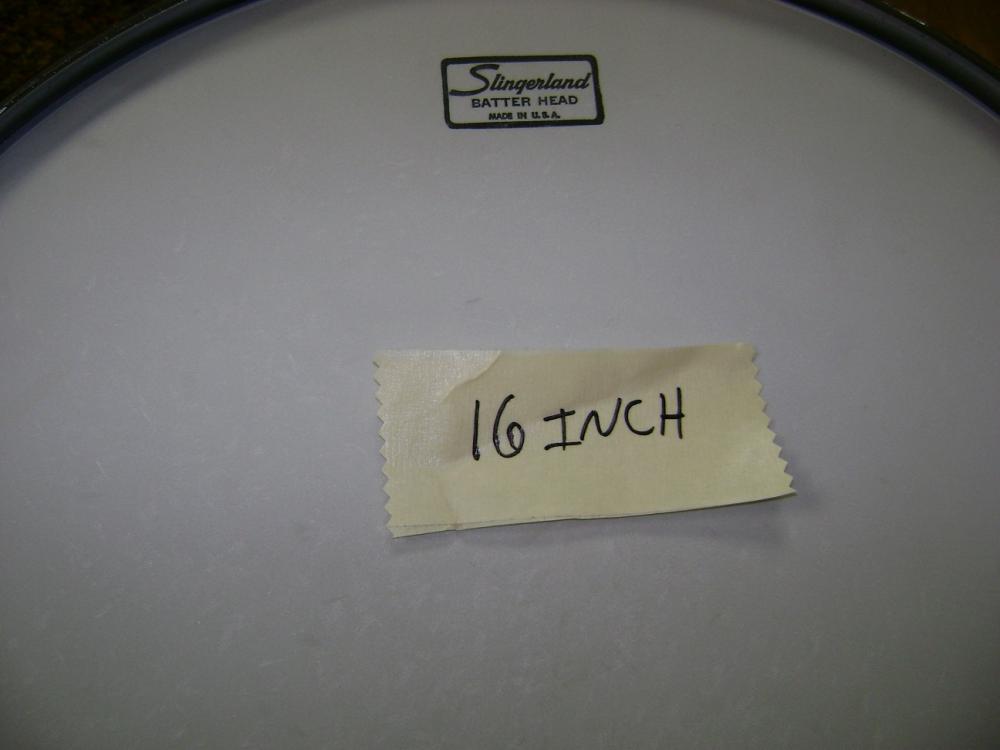 Slingerland
BATTER HEAD
MADE IN U.S.A.
16 INCH